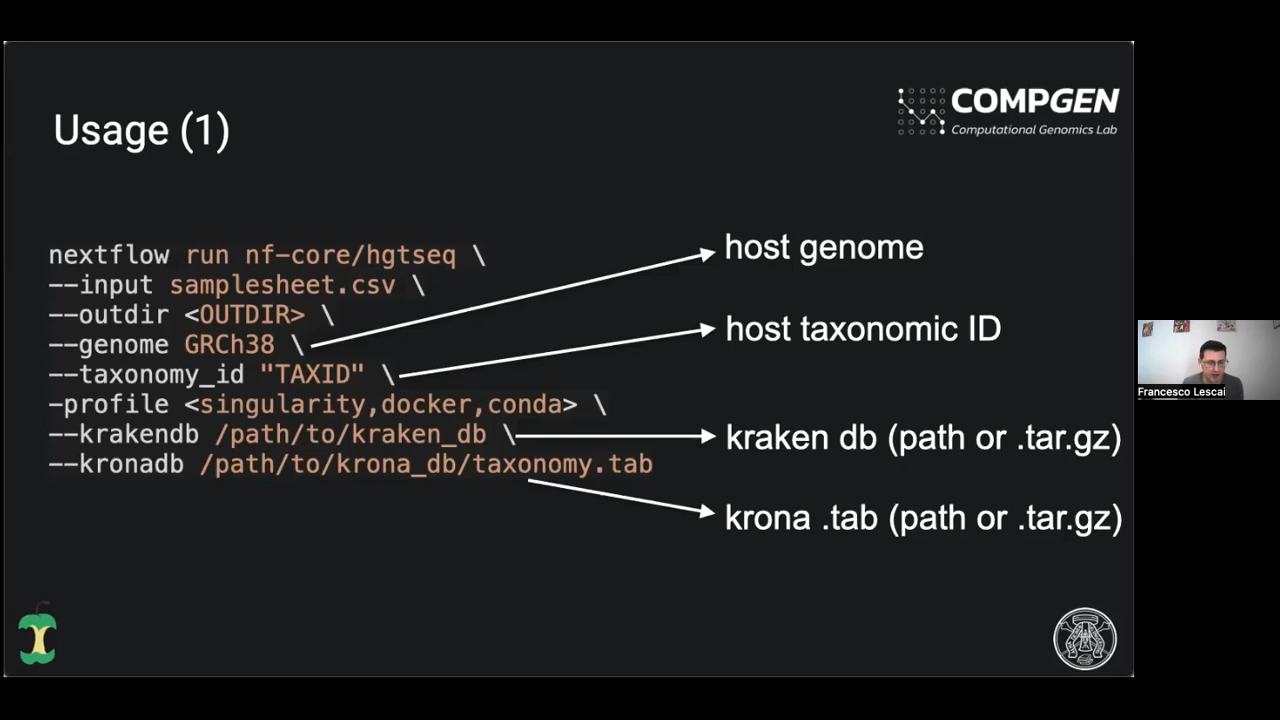 COMPGEN
Computational Genomics Lab
Usage (1)
nextflow run nf-core/hgtseq \
--input samplesheet.csv \
--outdir <OUTDIR> \
--genome GRCh38 \
--taxonomy_id "TAXID" \
-profile <singularity,docker,conda> \
--krakendb /path/to/kraken_db \
--kronadb /path/to/krona_db/taxonomy.tab
host genome
host taxonomic ID
kraken db (path or .tar.gz)
krona .tab (path or .tar.gz)
Francesco Lescai